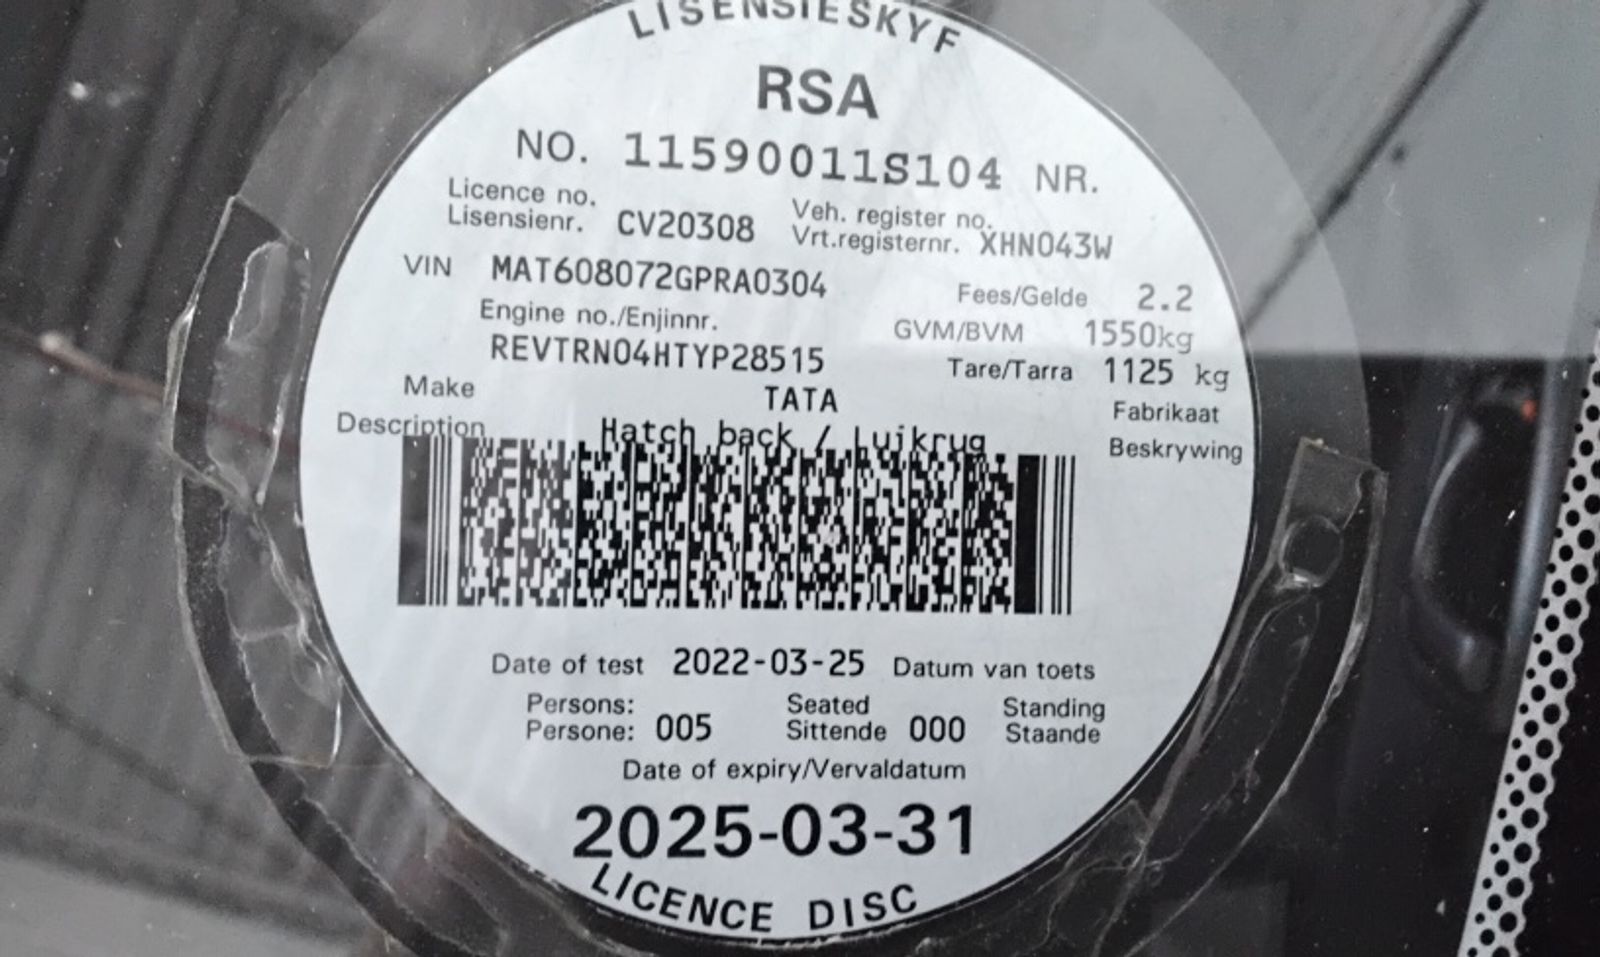 LISENSIESKYF
RSA
NO. 11590011S104 NR.
Licence no.
Lisensienr. CV20308
Veh. register no.
Vrt.registernr. XHN043W
VIN MAT608072GPRA0304
Fees/Gelde 2.2
Engine no./Enjinnr.
GVM/BVM 1550kg
REVTRN04HTYP28515
Tare/Tarra 1125 kg
Make TATA Fabrikaat
Description Hatch back / Luikrug Beskrywing
Date of test 2022-03-25 Datum van toets
Persons: Seated Standing
Persone: 005 Sittende 000 Staande
Date of expiry/Vervaldatum
2025-03-31
LICENCE DISC